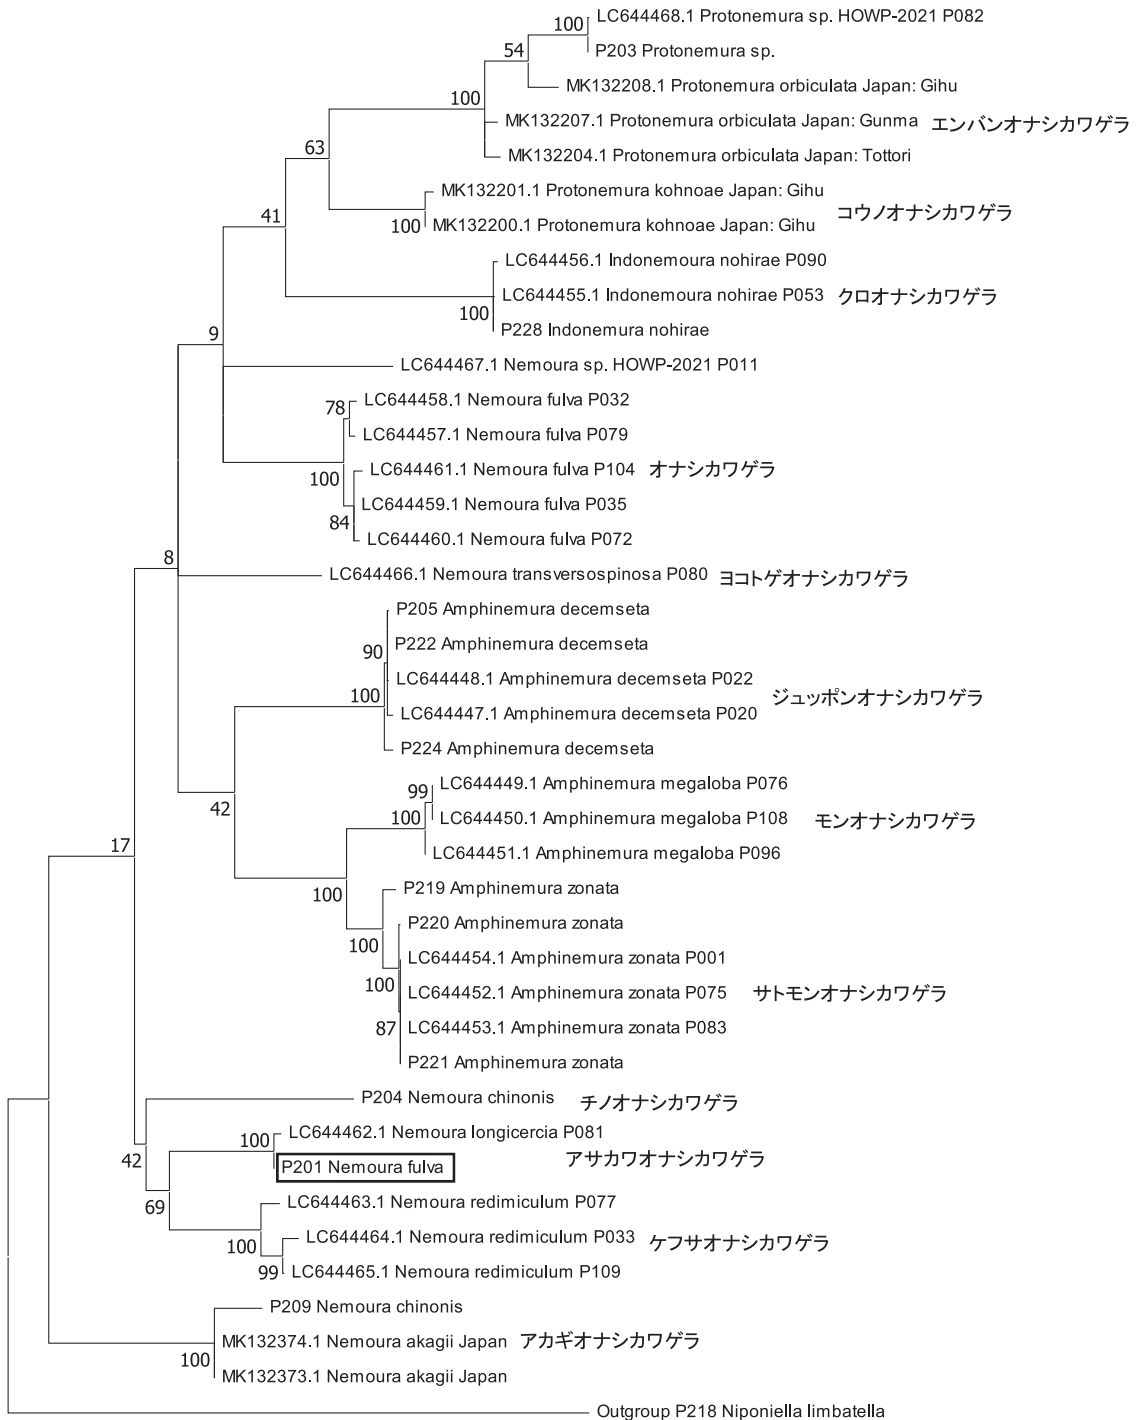 LC644468.1 Protonemura sp. HOWP-2021 P082
100
P203 Protonemura sp.
54
MK132208.1 Protonemura orbiculata Japan: Gihu
100
MK132207.1 Protonemura orbiculata Japan: Gunma エンバンオナシカワゲラ
63
MK132204.1 Protonemura orbiculata Japan: Tottori
MK132201.1 Protonemura kohnoae Japan: Gihu
コウノオナシカワゲラ
41
100
MK132200.1 Protonemura kohnoae Japan: Gihu
LC644456.1 Indonemoura nohirae P090
LC644455.1 Indonemoura nohirae P053 クロオナシカワゲラ
100
P228 Indonemura nohirae
9
LC644467.1 Nemoura sp. HOWP-2021 P011
LC644458.1 Nemoura fulva P032
78
LC644457.1 Nemoura fulva P079
LC644461.1 Nemoura fulva P104 オナシカワゲラ
100
LC644459.1 Nemoura fulva P035
84
LC644460.1 Nemoura fulva P072
8
LC644466.1 Nemoura transversospinosa P080 ヨコトゲオナシカワゲラ
P205 Amphinemura decemseta
P222 Amphinemura decemseta
90
LC644448.1 Amphinemura decemseta P022
ジュッポンオナシカワゲラ
100
LC644447.1 Amphinemura decemseta P020
P224 Amphinemura decemseta
LC644449.1 Amphinemura megaloba P076
99
42
LC644450.1 Amphinemura megaloba P108 モンオナシカワゲラ
100
17
LC644451.1 Amphinemura megaloba P096
P219 Amphinemura zonata
100
P220 Amphinemura zonata
100
LC644454.1 Amphinemura zonata P001
100
LC644452.1 Amphinemura zonata P075 サトモンオナシカワゲラ
LC644453.1 Amphinemura zonata P083
87
P221 Amphinemura zonata
P204 Nemoura chinonis チノオナシカワゲラ
LC644462.1 Nemoura longicercia P081
100
アサカワオナシカワゲラ
42
P201 Nemoura fulva
LC644463.1 Nemoura redimiculum P077
69
LC644464.1 Nemoura redimiculum P033 ケフサオナシカワゲラ
100
LC644465.1 Nemoura redimiculum P109
99
P209 Nemoura chinonis
MK132374.1 Nemoura akagii Japan アカギオナシカワゲラ
100
MK132373.1 Nemoura akagii Japan
Outgroup P218 Niponiella limbatella